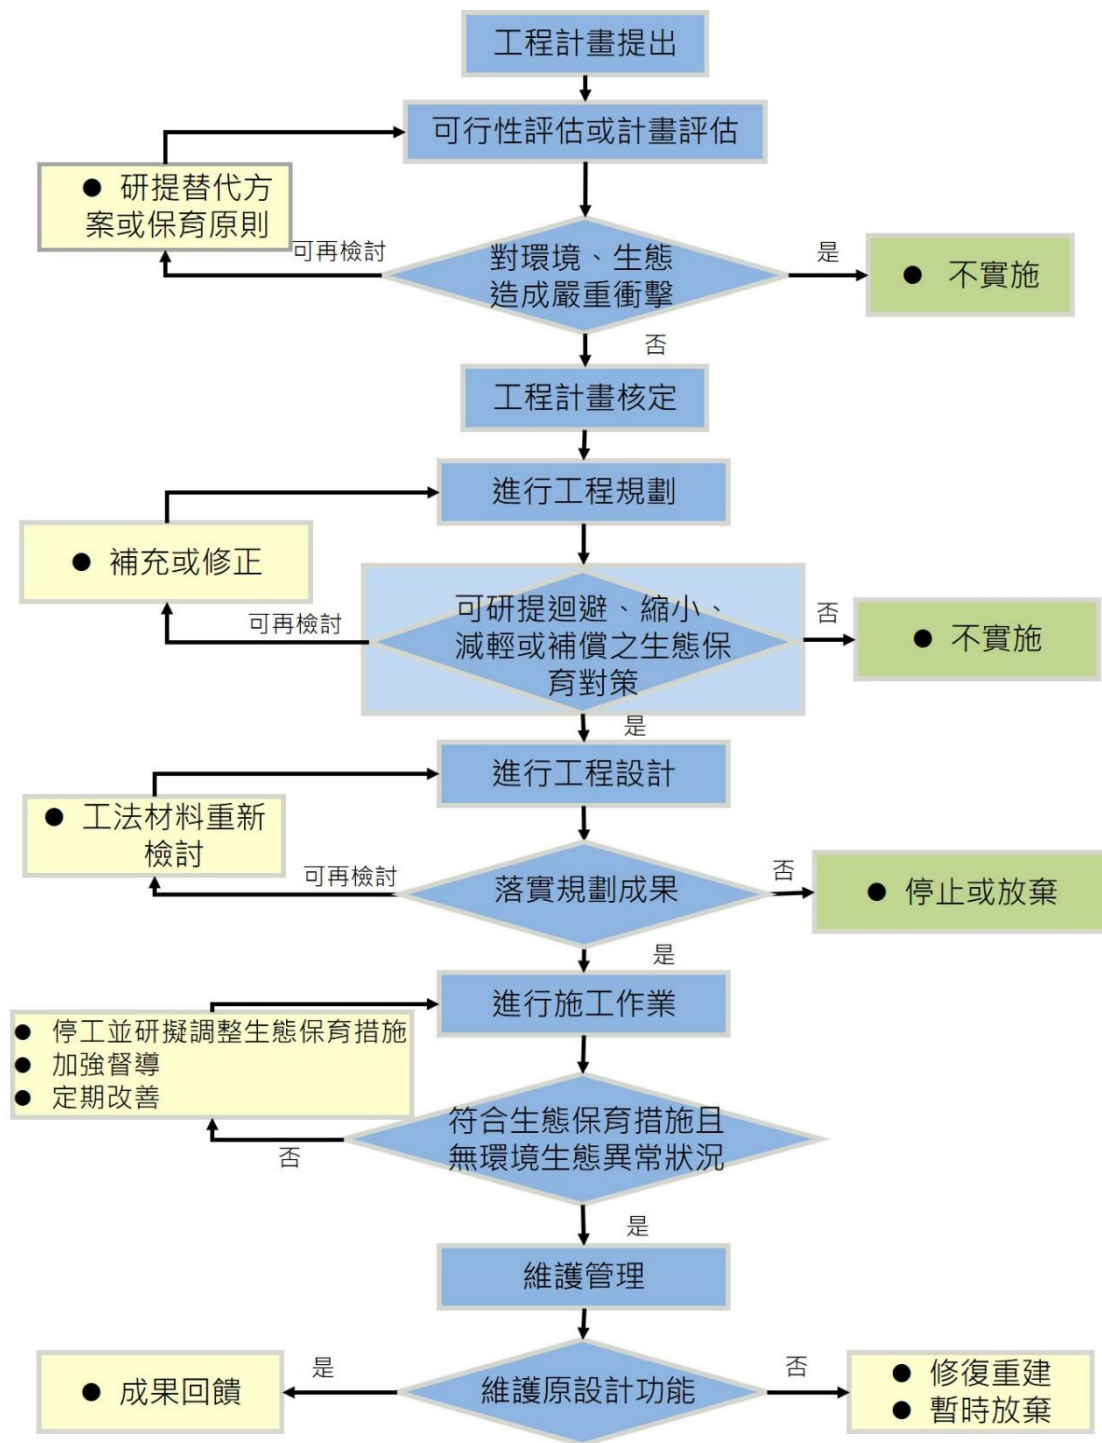 工程計畫提出
可行性評估或計畫評估
● 研提替代方
案或保育原則
可再檢討
對環境、生態
造成嚴重衝擊
是
● 不實施
否
工程計畫核定
進行工程規劃
● 補充或修正
可再檢討
可研提迴避、縮小、
減輕或補償之生態保
育對策
否
● 不實施
是
進行工程設計
● 工法材料重新
檢討
可再檢討
落實規劃成果
否
● 停止或放棄
是
進行施工作業
● 停工並研擬調整生態保育措施
● 加強督導
● 定期改善
否
符合生態保育措施且
無環境生態異常狀況
是
維護管理
● 成果回饋
是
維護原設計功能
否
● 修復重建
● 暫時放棄